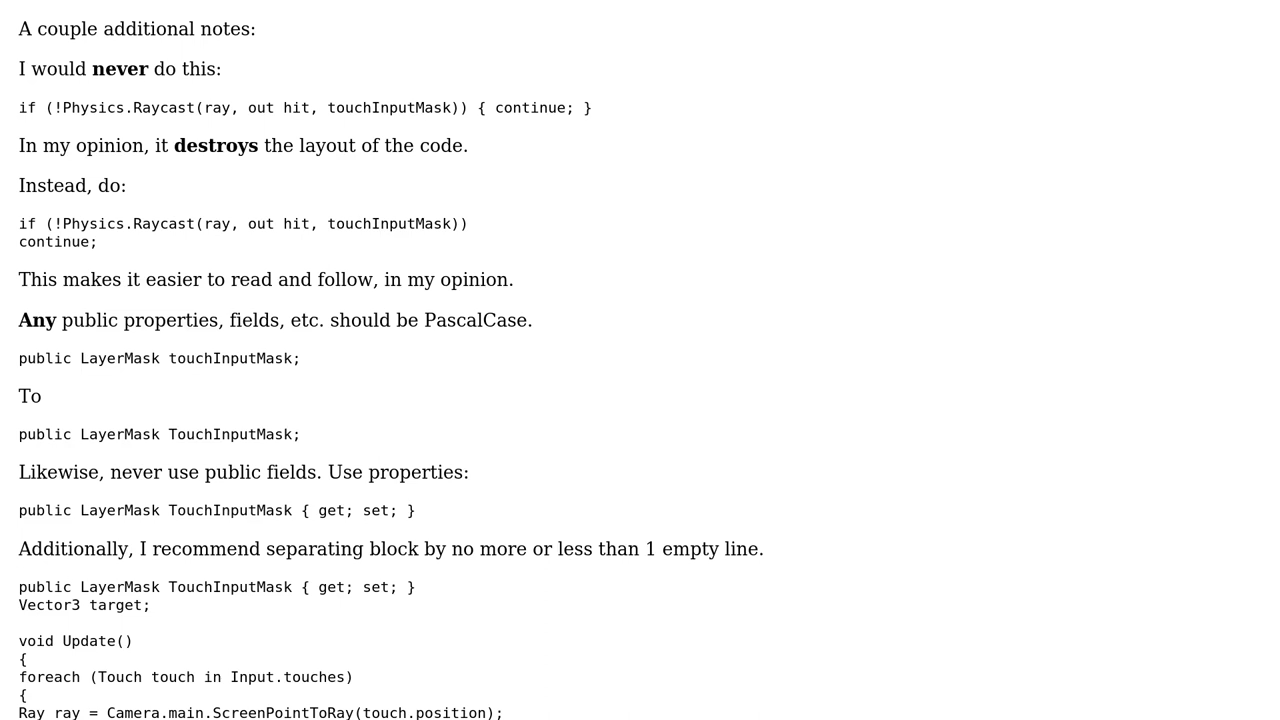 A couple additional notes:
I would never do this:
if (!Physics.Raycast(ray, out hit, touchInputMask)) { continue; }
In my opinion, it destroys the layout of the code.
Instead, do:
if (!Physics.Raycast(ray, out hit, touchInputMask))
continue;
This makes it easier to read and follow, in my opinion.
Any public properties, fields, etc. should be PascalCase.
public LayerMask touchInputMask;
To
public LayerMask TouchInputMask;
Likewise, never use public fields. Use properties:
public LayerMask TouchInputMask { get; set; }
Additionally, I recommend separating block by no more or less than 1 empty line.
public LayerMask TouchInputMask { get; set; }
Vector3 target;
void Update()
{
foreach (Touch touch in Input.touches)
{
Ray ray = Camera.main.ScreenPointToRay(touch.position);